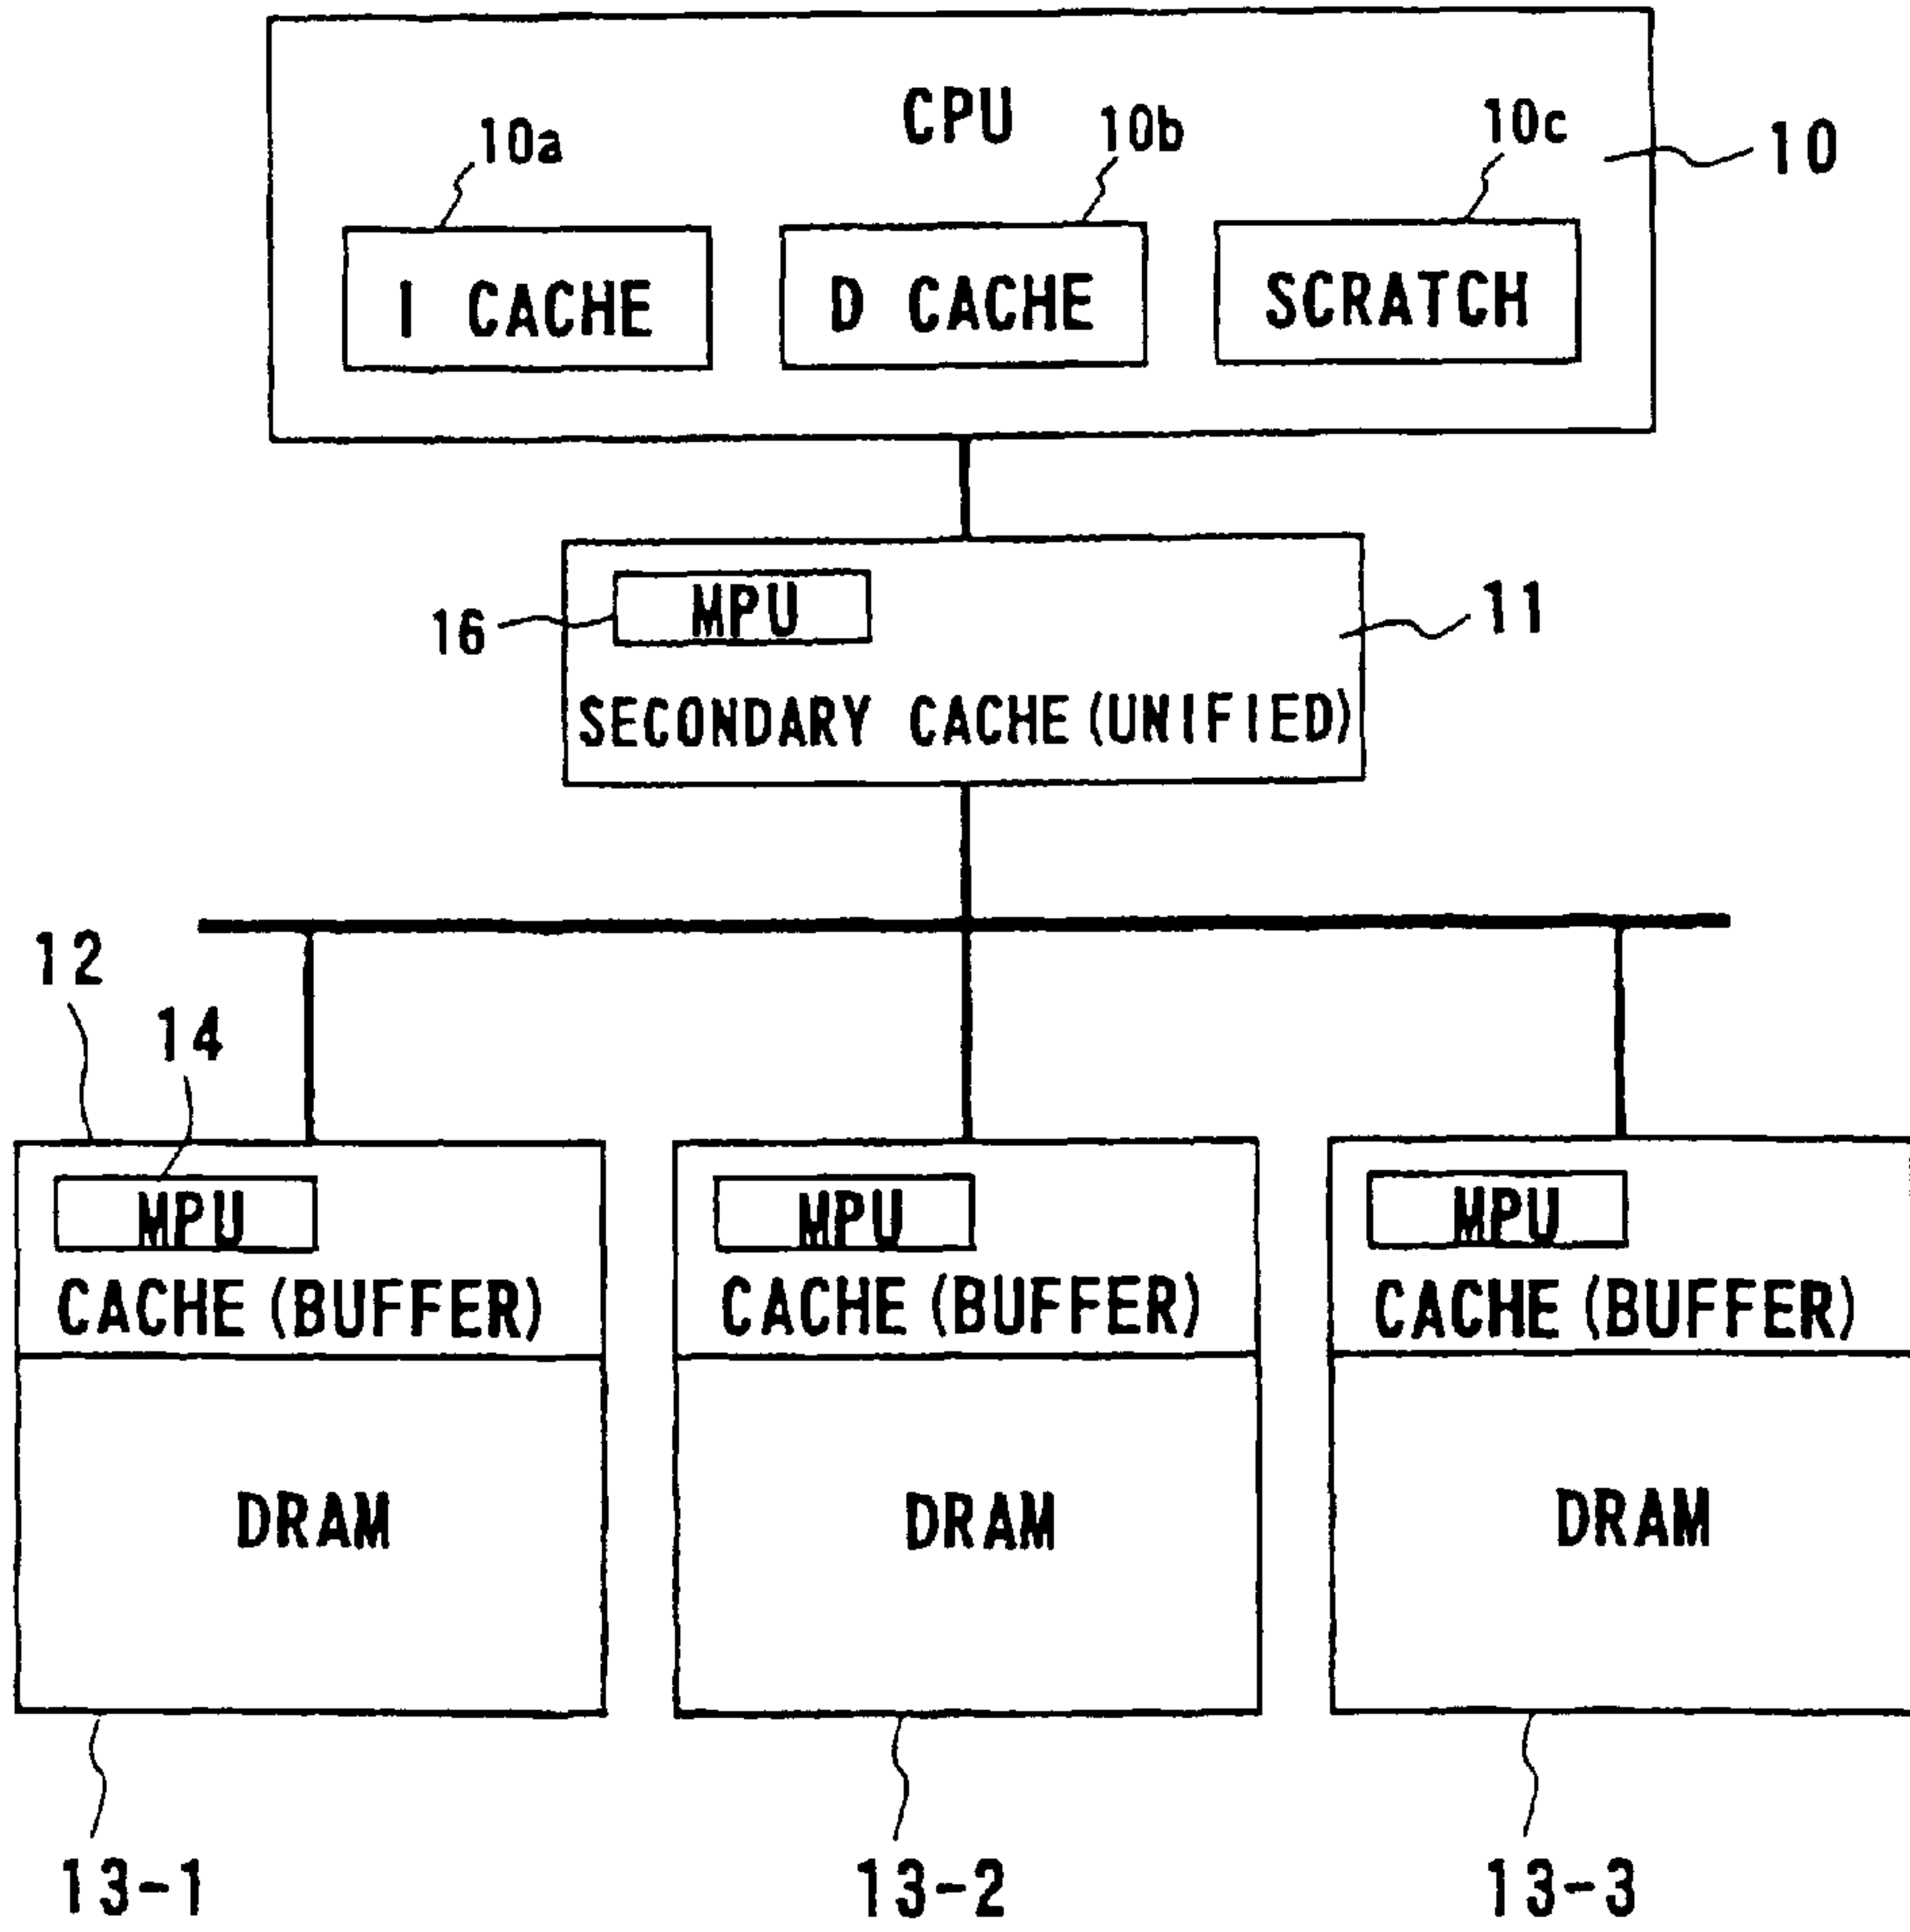 CPU
10a
10b
10c
10
I CACHE
D CACHE
SCRATCH
16
MPU
11
SECONDARY CACHE (UNIFIED)
12
14
MPU
CACHE (BUFFER)
DRAM
MPU
CACHE (BUFFER)
DRAM
MPU
CACHE (BUFFER)
DRAM
13-1
13-2
13-3